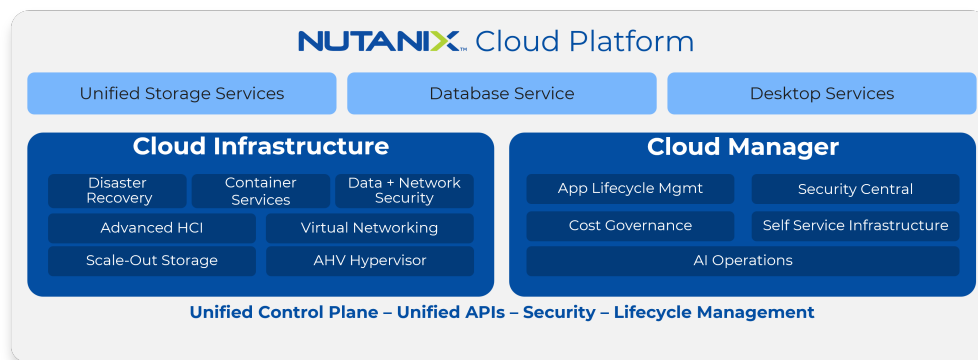 NUTANIX™ Cloud Platform
Unified Storage Services
Database Service
Desktop Services
Cloud Infrastructure
Disaster
Recovery
Container
Services
Data + Network
Security
Advanced HCI
Virtual Networking
Scale-Out Storage
AHV Hypervisor
Cloud Manager
App Lifecycle Mgmt
Security Central
Cost Governance
Self Service Infrastructure
AI Operations
Unified Control Plane – Unified APIs – Security – Lifecycle Management